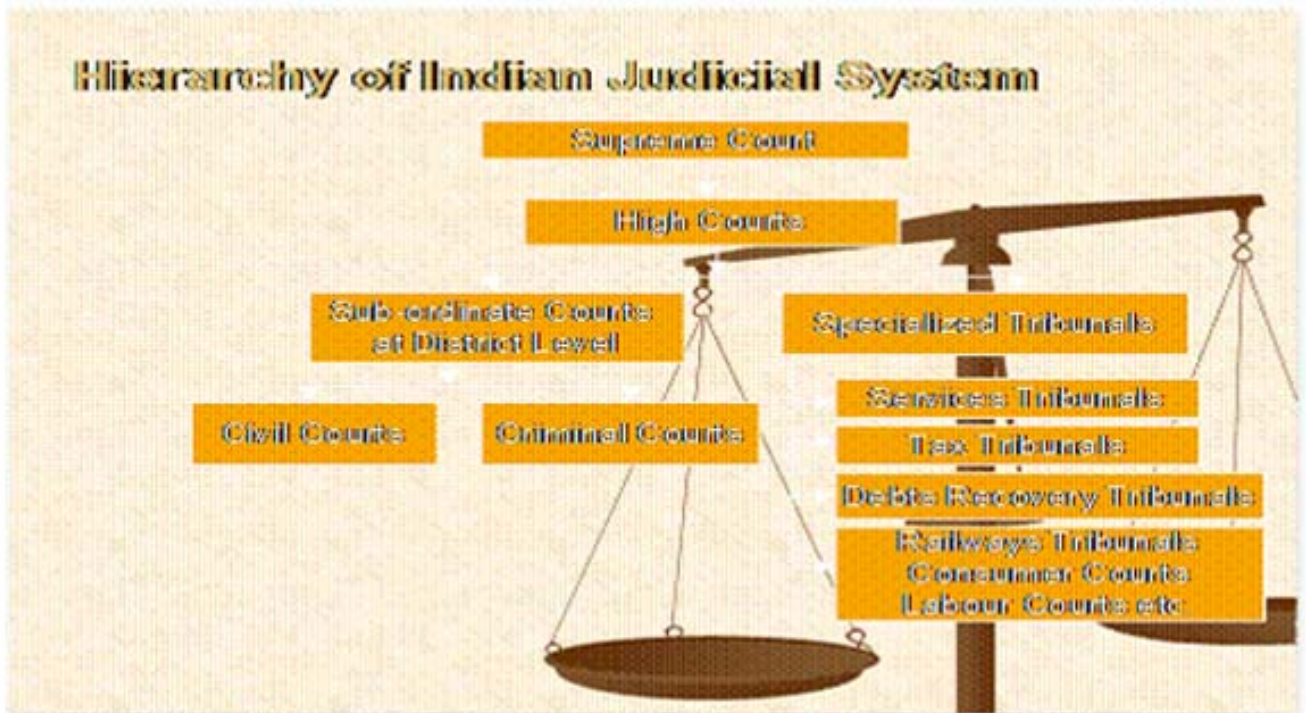 Hierarchy of Indian Judicial System
Supreme Court
High Courts
Sub-ordinate Courts
at District Level
Specialized Tribunals
Civil Courts
Criminal Courts
Services Tribunals
Tax Tribunals
Debts Recovery Tribunals
Railways Tribunals
Consumer Courts
Labour Courts etc